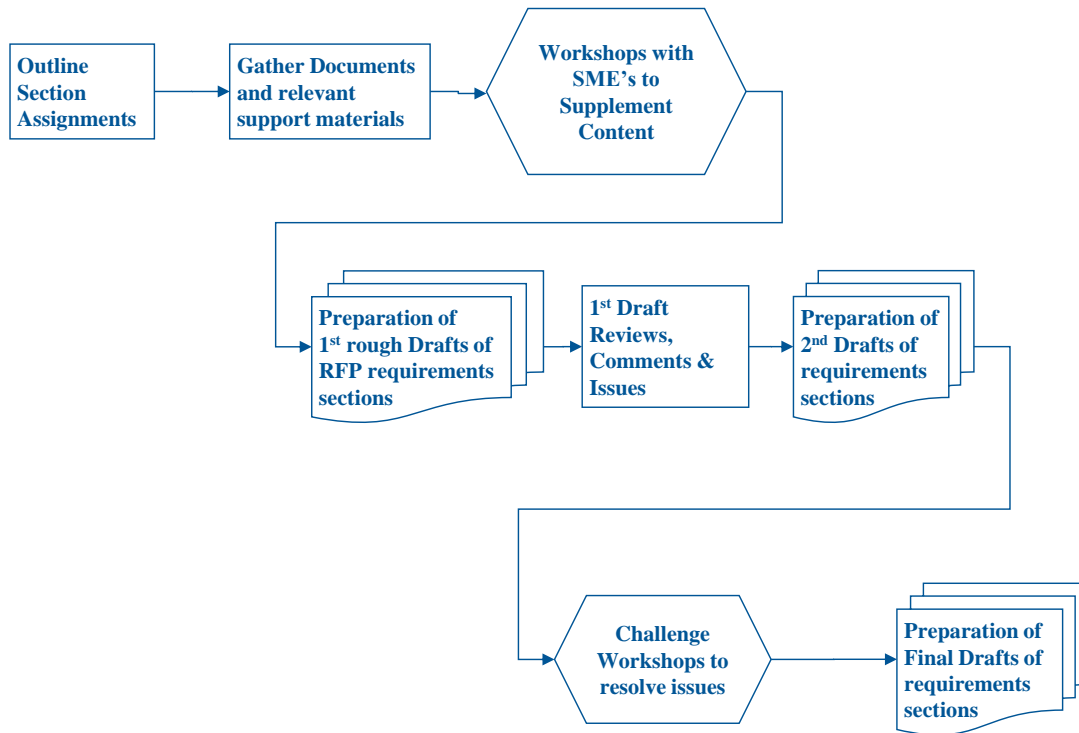 Outline
Section
Assignments
Gather Documents
and relevant
support materials
Workshops with
SME's to
Supplement
Content
Preparation of
1st rough Drafts of
RFP requirements
sections
1st Draft
Reviews,
Comments &
Issues
Preparation of
2nd Drafts of
requirements
sections
Challenge
Workshops to
resolve issues
Preparation of
Final Drafts of
requirements
sections